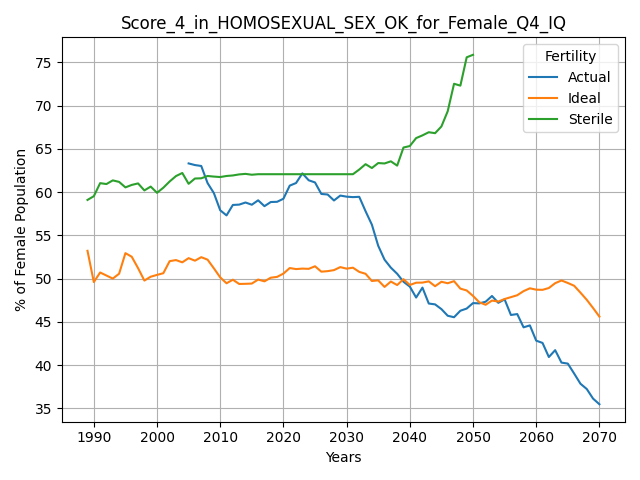 Score_4_in_HOMOSEXUAL_SEX_OK_for_Female_Q4_IQ
Fertility
Actual
Ideal
Sterile
% of Female Population
75
70
65
60
55
50
45
40
35
1990 2000 2010 2020 2030 2040 2050 2060 2070
Years